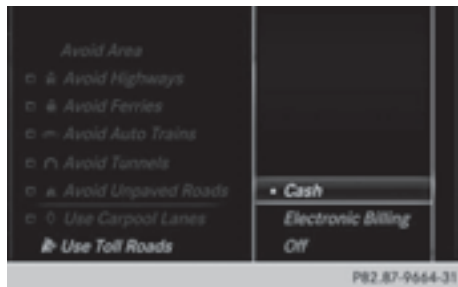 Avoid Area
Avoid Highways
Avoid Ferries
Avoid Auto Trains
Avoid Tunnels
Avoid Unpaved Roads
Use Carpool Lanes
Use Toll Roads
• Cash
Electronic Billing
Off
P82.87-9664-31